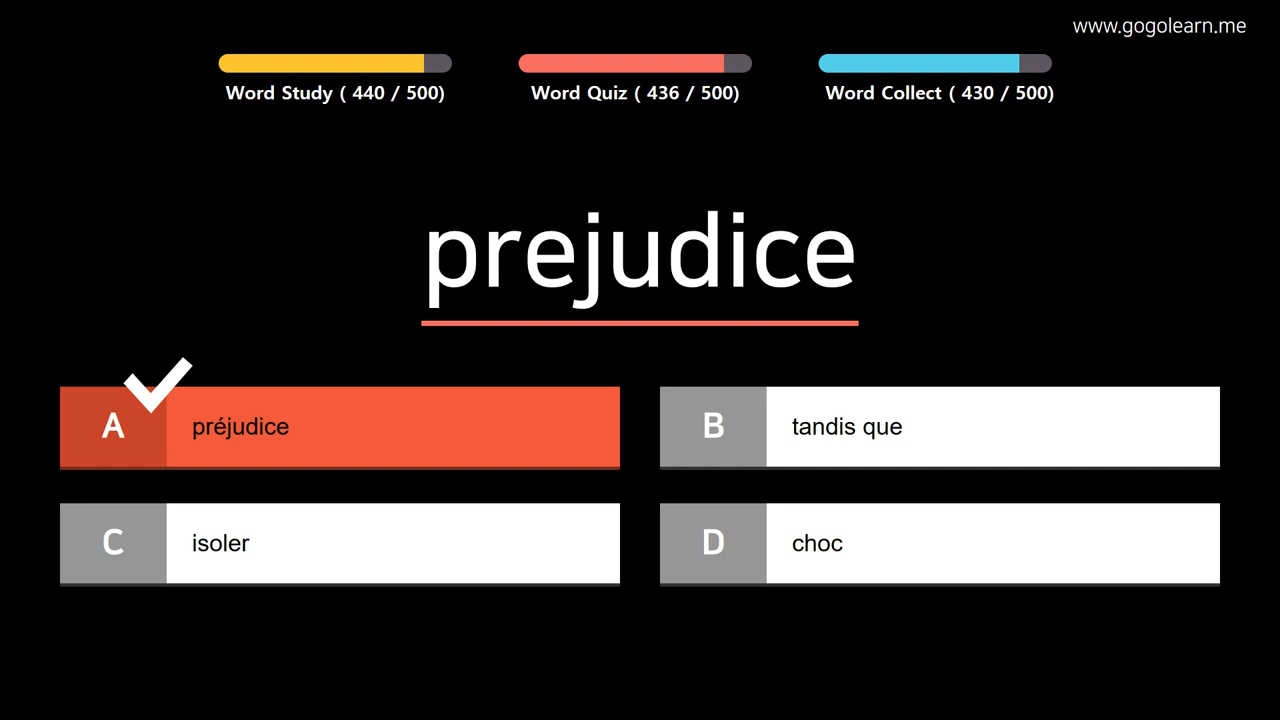 www.gogolearn.me
Word Study ( 440 / 500)
Word Quiz ( 436 / 500)
Word Collect ( 430 / 500)
prejudice
A
préjudice
B
tandis que
C
isoler
D
choc